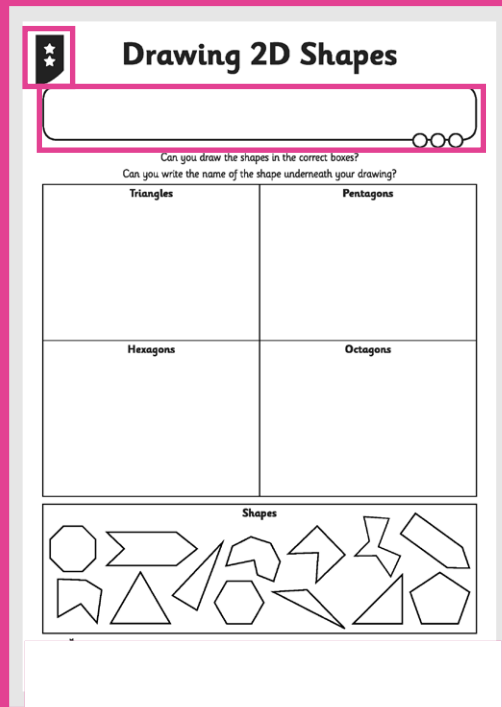 Drawing 2D Shapes
Can you draw the shapes in the correct boxes?
Can you write the name of the shape underneath your drawing?
Triangles
Pentagons
Hexagons
Octagons
Shapes